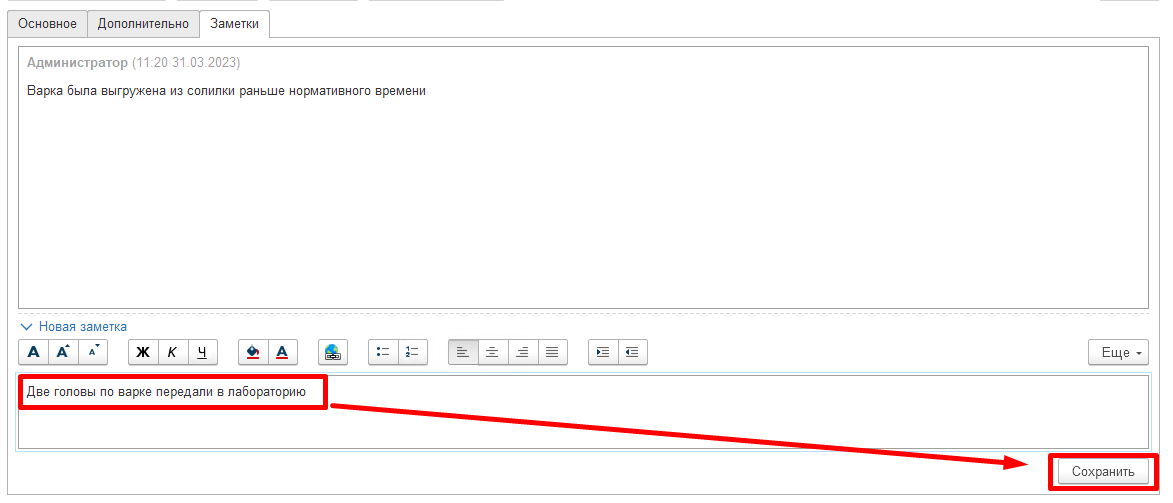 Основное Дополнительно Заметки
Администратор (11:20 31.03.2023)
Варка была выгружена из солилки раньше нормативного времени
Новая заметка
A A A Ж К Ч A Еще
Две головы по варке передали в лабораторию
Сохранить